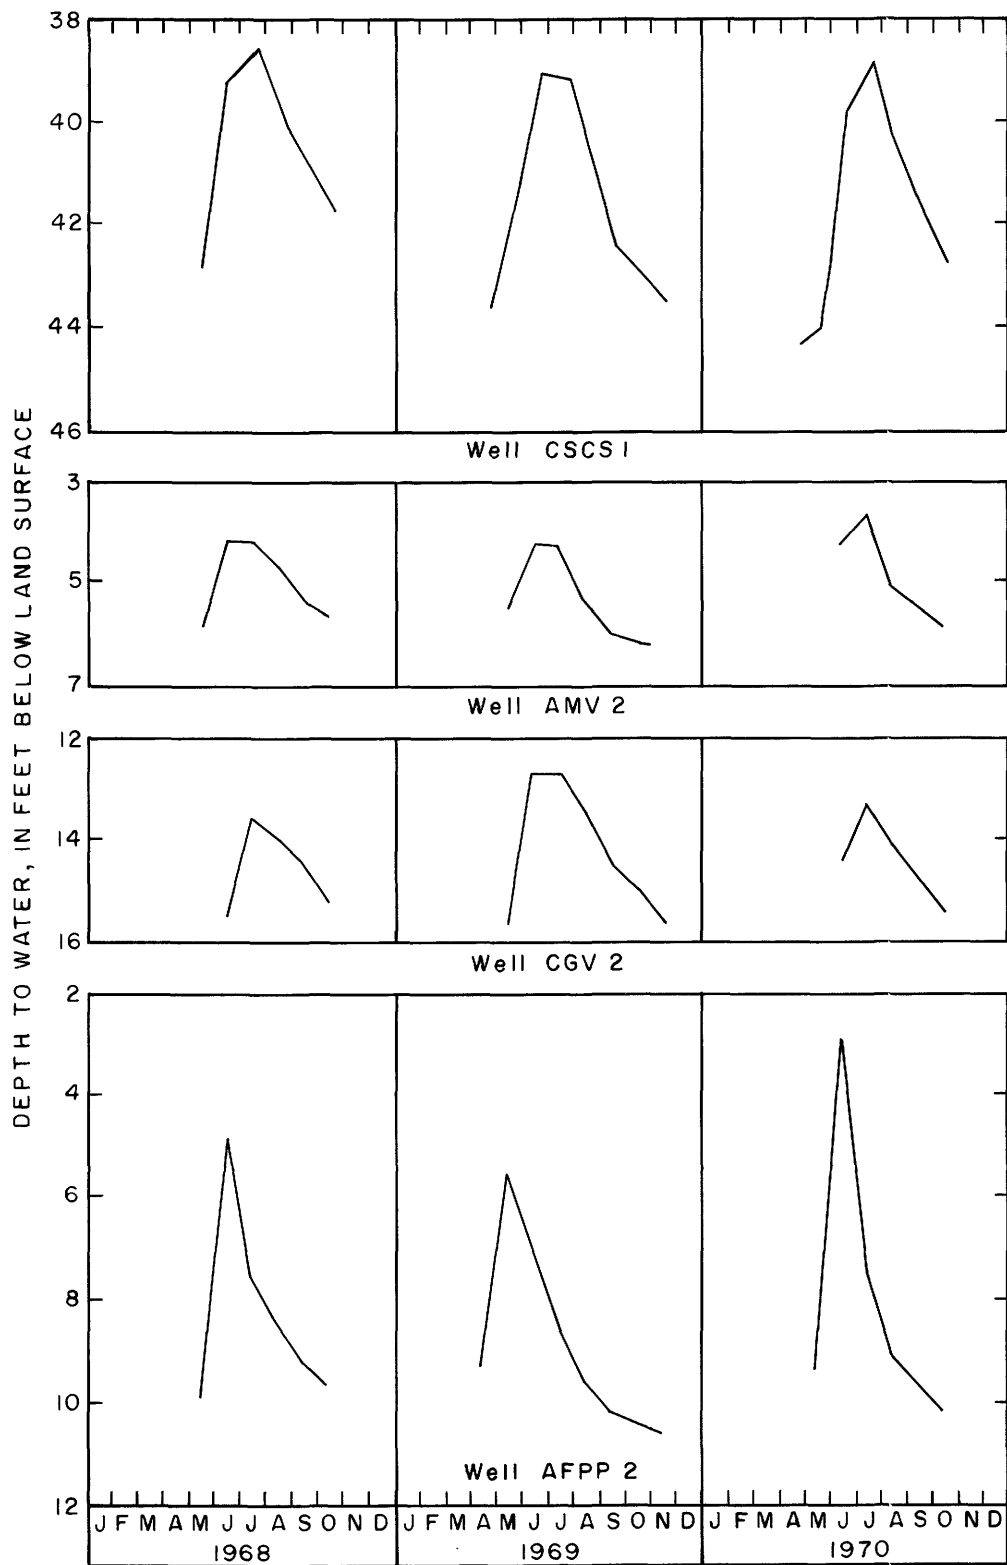 DEPTH TO WATER, IN FEET BELOW LAND SURFACE
38
40
42
44
46
Well CSCS 1
3
5
7
Well AMV 2
12
14
16
Well CGV 2
2
4
6
8
10
12
Well AFPP 2
J F M A M J J A S O N D J F M A M J J A S O N D J F M A M J J A S O N D
1968 1969 1970